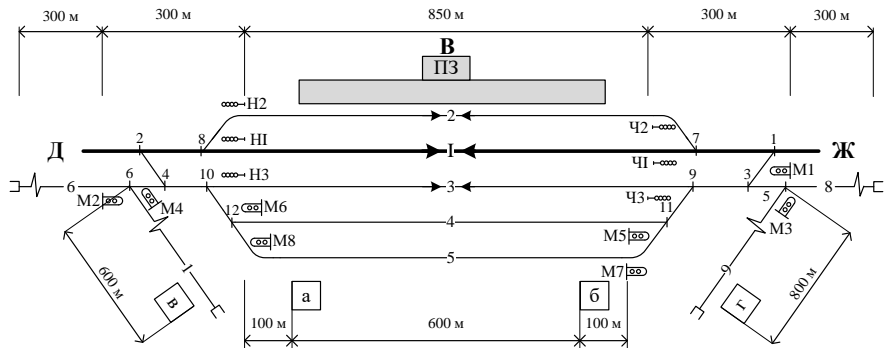 300 м 300 м 850 м 300 м 300 м
В
ПЗ
Н2
2
Ч2
2 НI 8 7 1
Д I Ж
ЧI
М1
6 6 4 10 Н3 3 9 3 5 8
М2 М4 М6 Ч3 М3
12 4 11
М8 М5
5
М7
600 м 1 9 800 м
в а б г
100 м 600 м 100 м